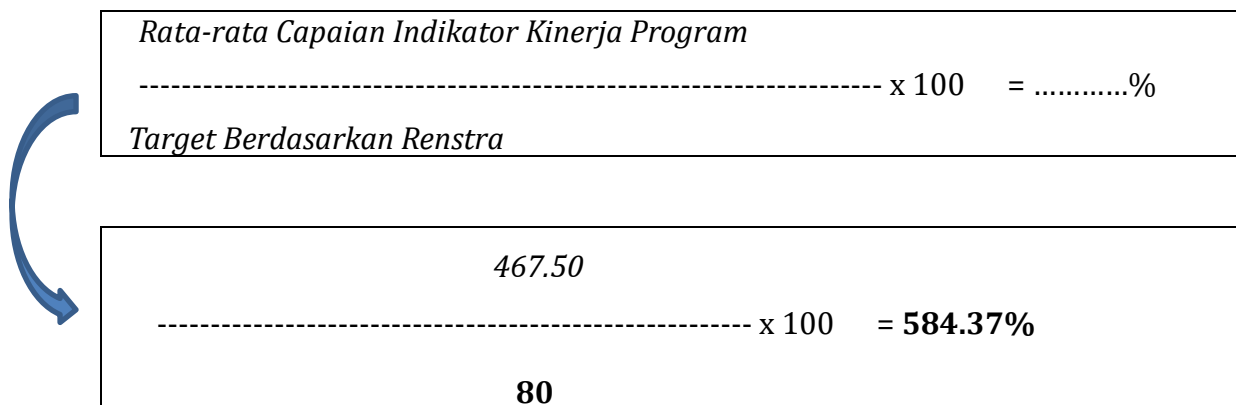 Rata-rata Capaian Indikator Kinerja Program
---------------------------------------------------------------------- x 100 = …………%
Target Berdasarkan Renstra
467.50
-------------------------------------------------------- x 100 = 584.37%
80